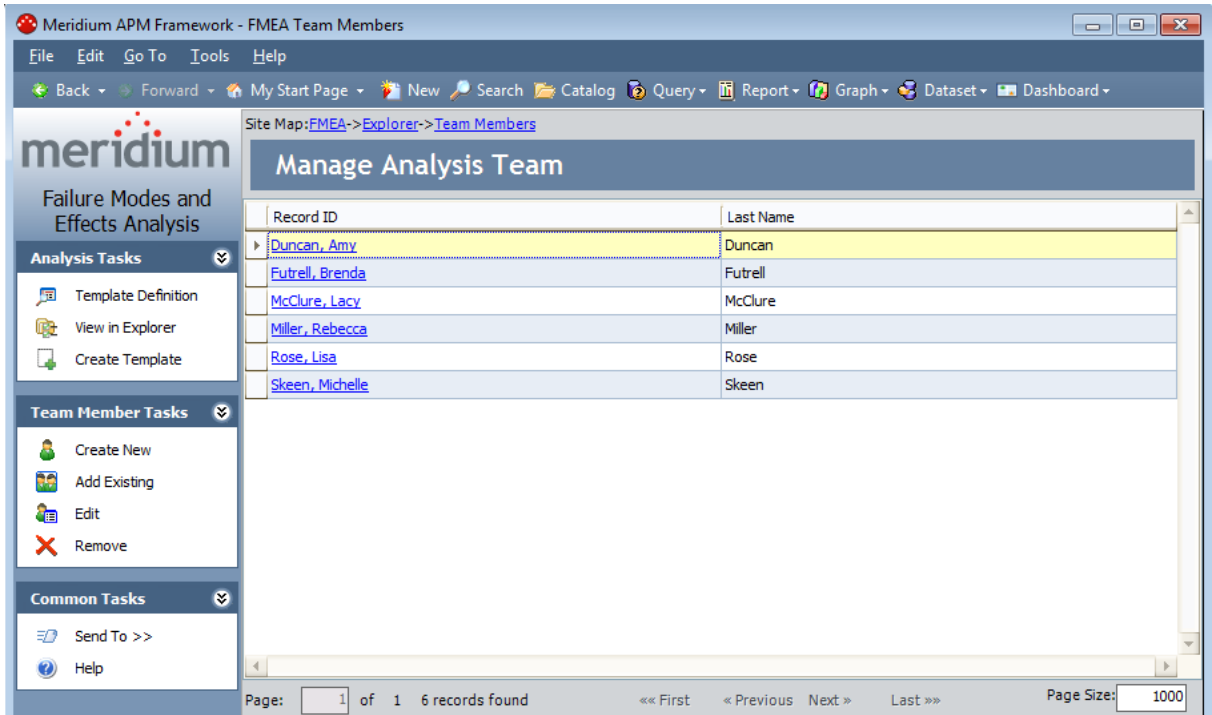 Meridium APM Framework - FMEA Team Members
File Edit Go To Tools Help
Back Forward My Start Page New Search Catalog Query Report Graph Dataset Dashboard
meridium
Failure Modes and
Effects Analysis
Analysis Tasks
Template Definition
View in Explorer
Create Template
Team Member Tasks
Create New
Add Existing
Edit
Remove
Common Tasks
Send To >>
Help
Site Map:FMEA->Explorer->Team Members
Manage Analysis Team
Record ID Last Name
Duncan, Amy Duncan
Futrell, Brenda Futrell
McClure, Lacy McClure
Miller, Rebecca Miller
Rose, Lisa Rose
Skeen, Michelle Skeen
Page: 1 of 1 6 records found «« First « Previous Next » Last »» Page Size: 1000